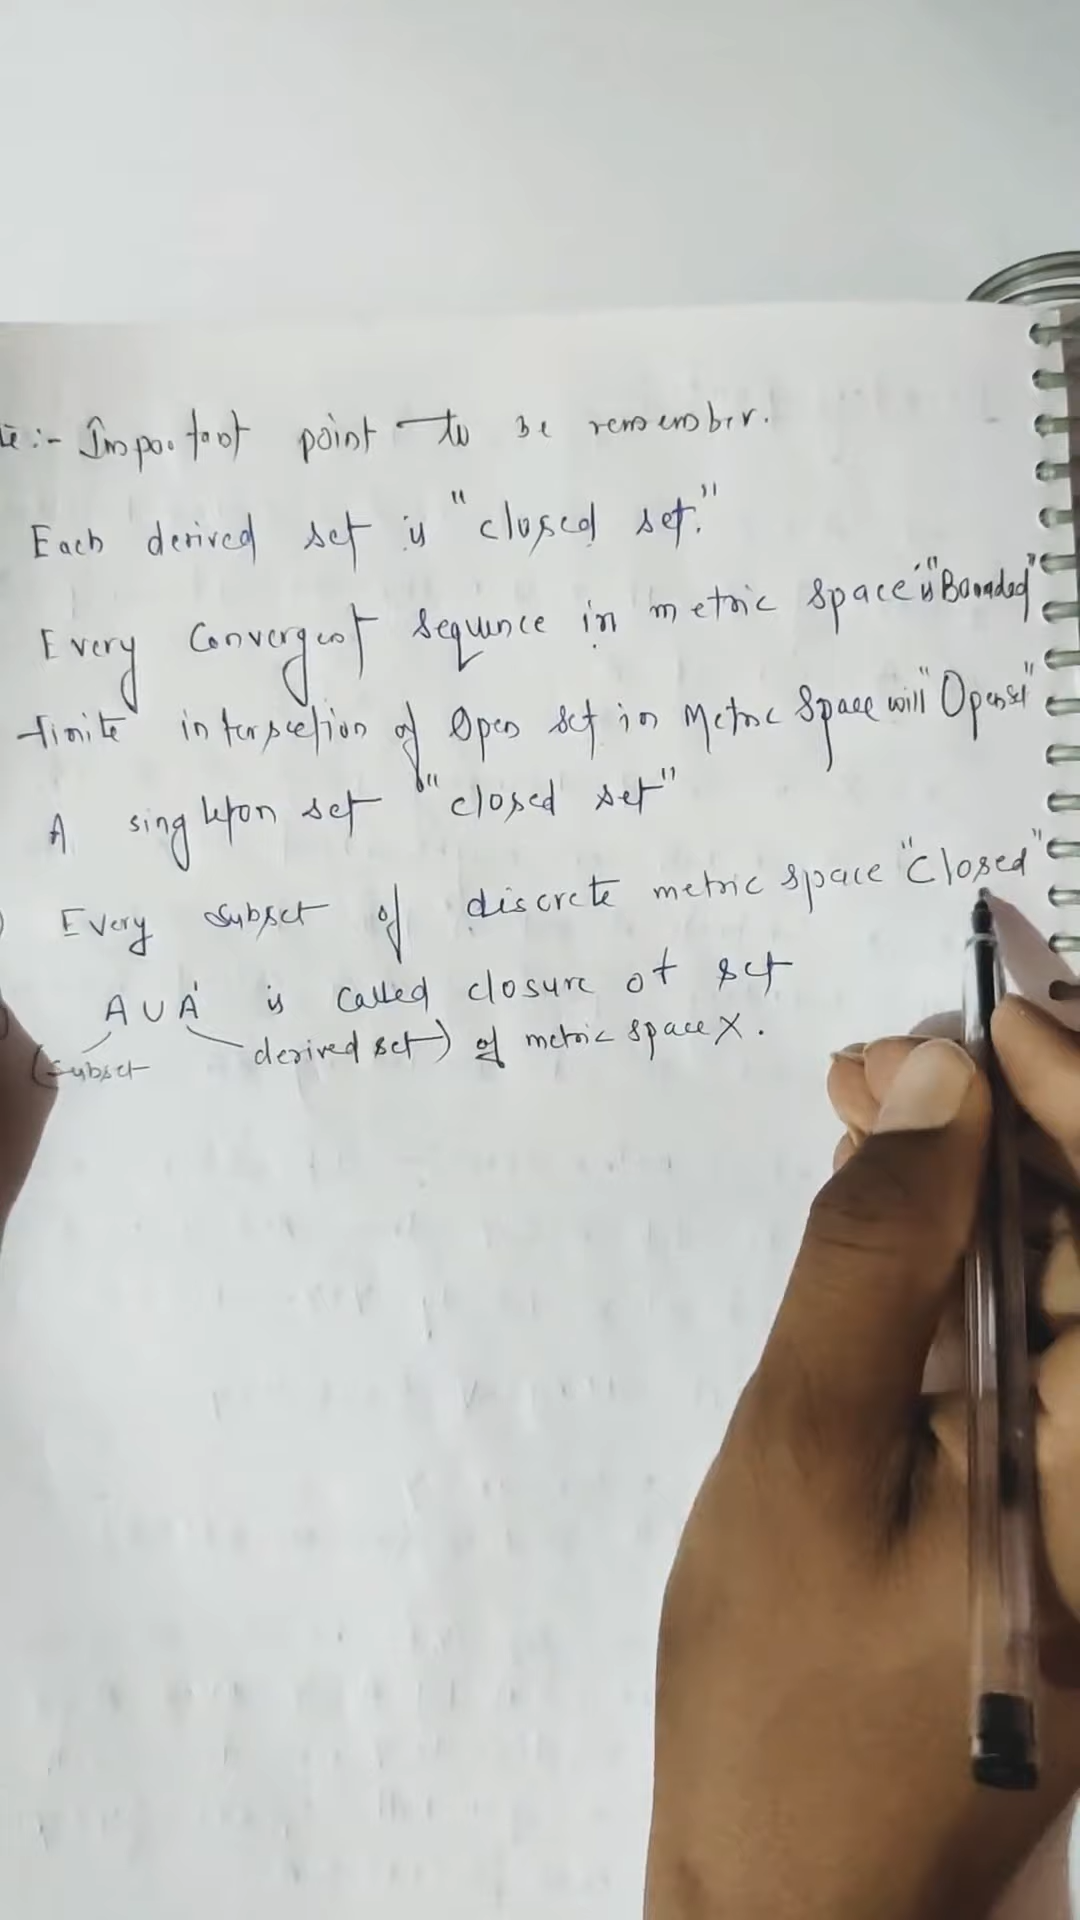 te :- Important point to be remember.
Each derived set is "closed set."
Every Convergent sequence in metric space is "Bounded"
finite intersection of Open set in Metric Space will "Openset"
A singleton set "closed set"
) Every subset of discrete metric space "Closed"
A ∪ A' is called closure of set
(subset derived set) of metric space X.